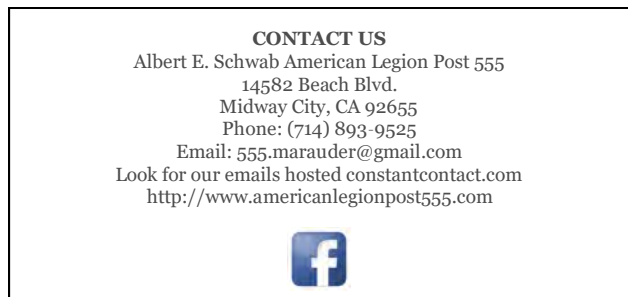 CONTACT US
Albert E. Schwab American Legion Post 555
14582 Beach Blvd.
Midway City, CA 92655
Phone: (714) 893-9525
Email: 555.marauder@gmail.com
Look for our emails hosted constantcontact.com
http://www.americanlegionpost555.com
f